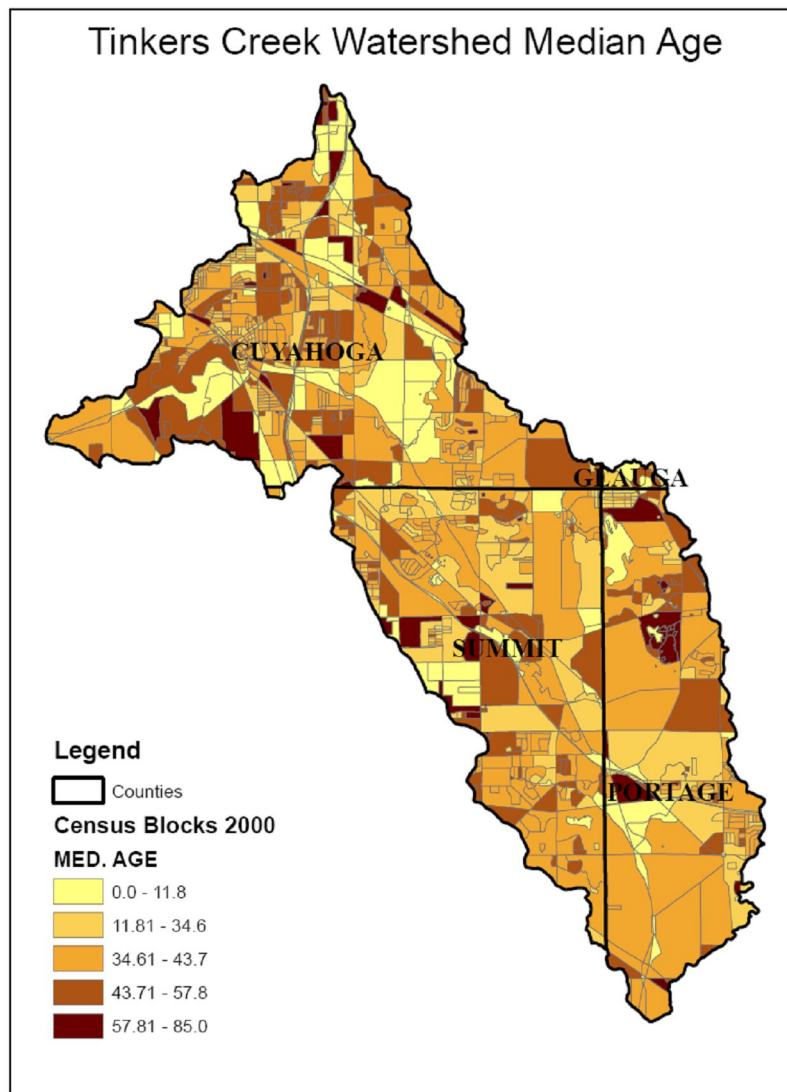 Tinkers Creek Watershed Median Age
CUYAHOGA
GLAUGA
SUMMIT
PORTAGE
Legend
Counties
Census Blocks 2000
MED. AGE
0.0 - 11.8
11.81 - 34.6
34.61 - 43.7
43.71 - 57.8
57.81 - 85.0